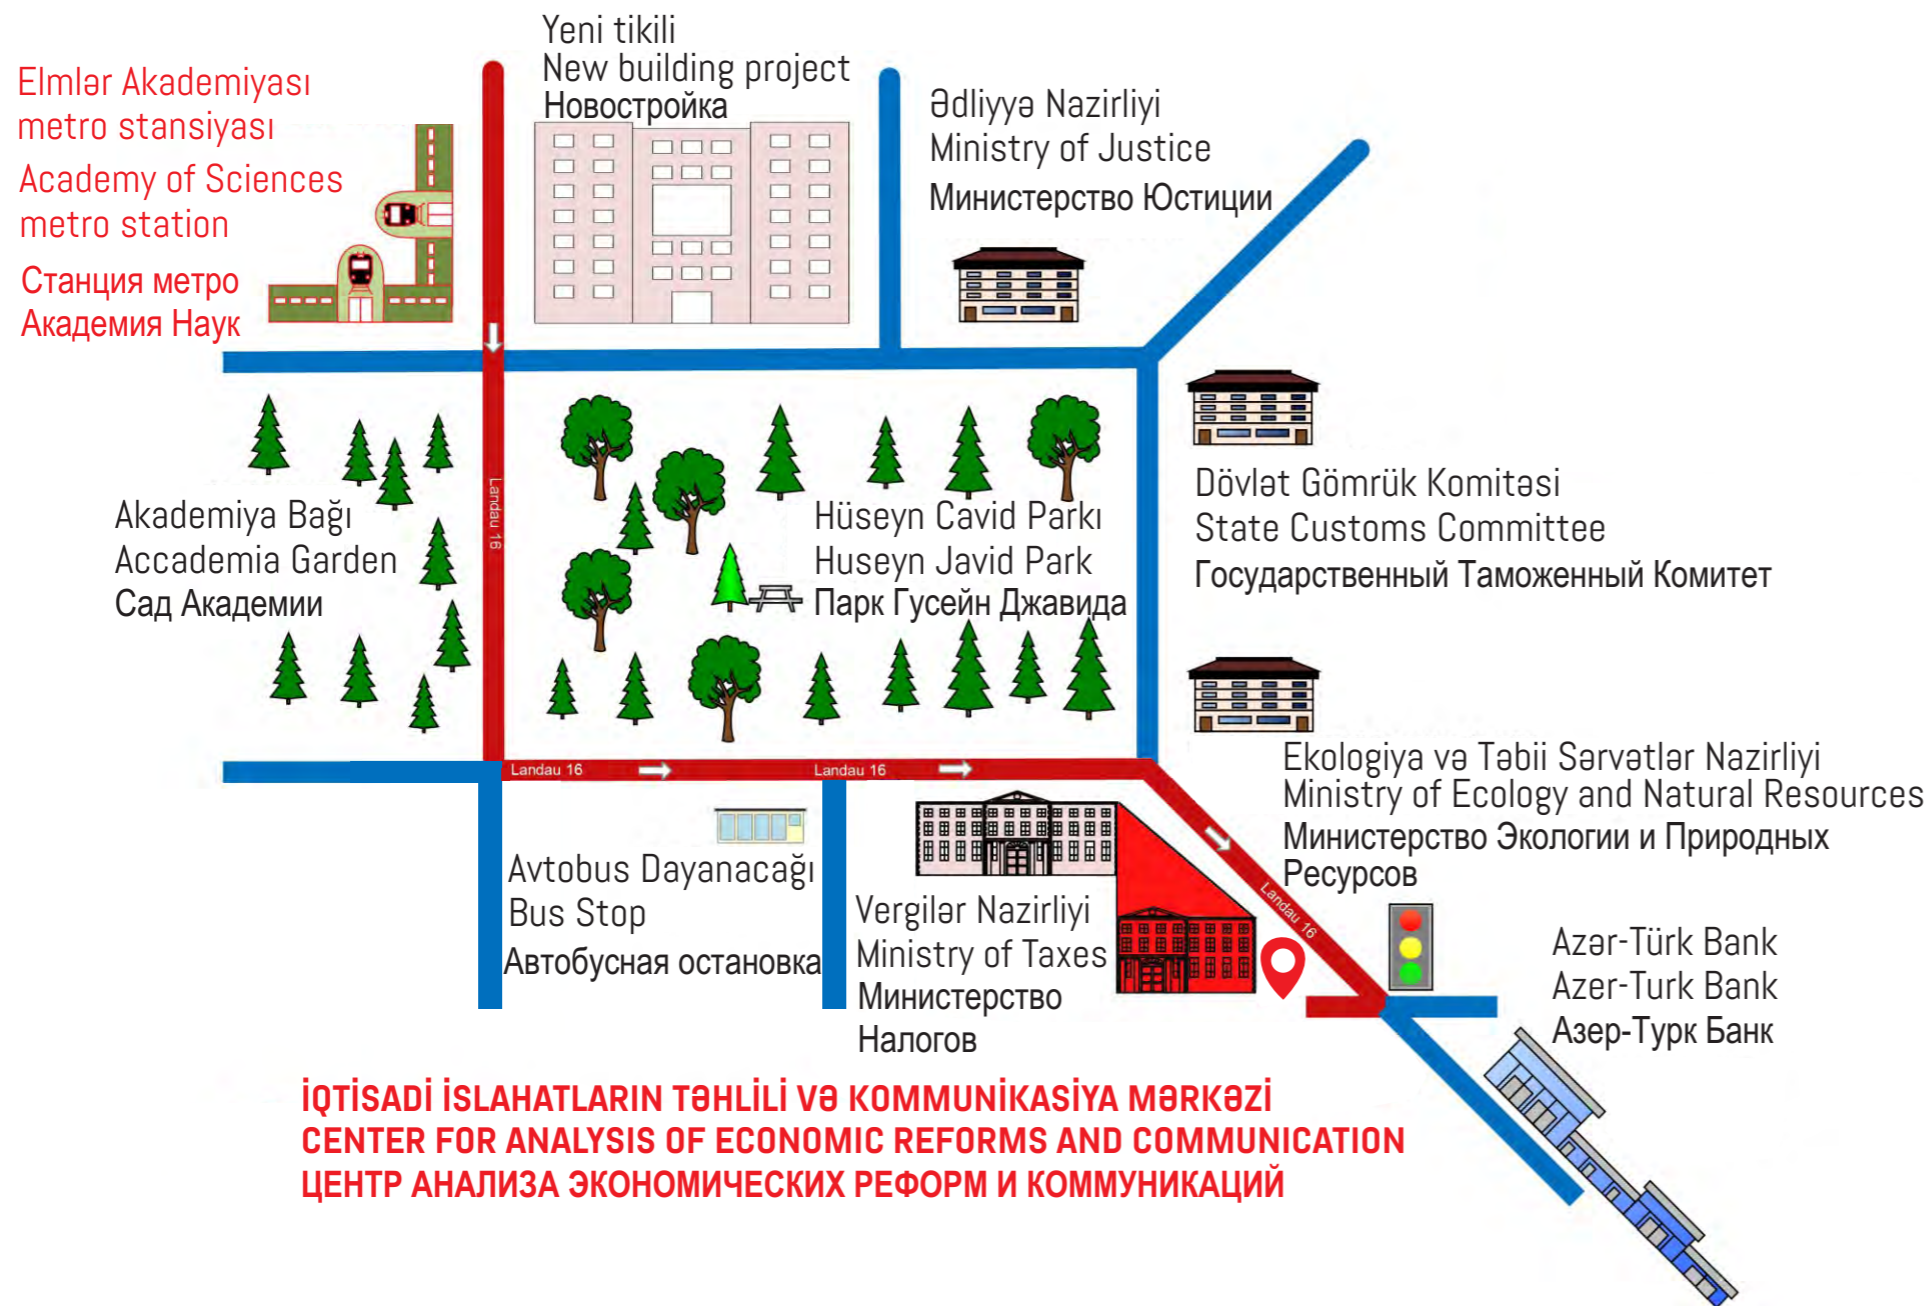 Yeni tikili
New building project
Новостройка
Elmlər Akademiyası
metro stansiyası
Academy of Sciences
metro station
Станция метро
Академия Наук
Ədliyyə Nazirliyi
Ministry of Justice
Министерство Юстиции
Landau 16
Akademiya Bağı
Accademia Garden
Сад Академии
Hüseyn Cavid Parkı
Huseyn Javid Park
Парк Гусейн Джавида
Dövlət Gömrük Komitəsi
State Customs Committee
Государственный Таможенный Комитет
Landau 16
Landau 16
Ekologiya və Təbii Sərvətlər Nazirliyi
Ministry of Ecology and Natural Resources
Министерство Экологии и Природных
Ресурсов
Avtobus Dayanacağı
Bus Stop
Автобусная остановка
Vergilər Nazirliyi
Ministry of Taxes
Министерство
Налогов
Landau 16
Azər-Türk Bank
Azer-Turk Bank
Азер-Турк Банк
İQTİSADİ İSLAHATLARIN TƏHLİLİ VƏ KOMMUNİKASİYA MƏRKƏZİ
CENTER FOR ANALYSIS OF ECONOMIC REFORMS AND COMMUNICATION
ЦЕНТР АНАЛИЗА ЭКОНОМИЧЕСКИХ РЕФОРМ И КОММУНИКАЦИЙ